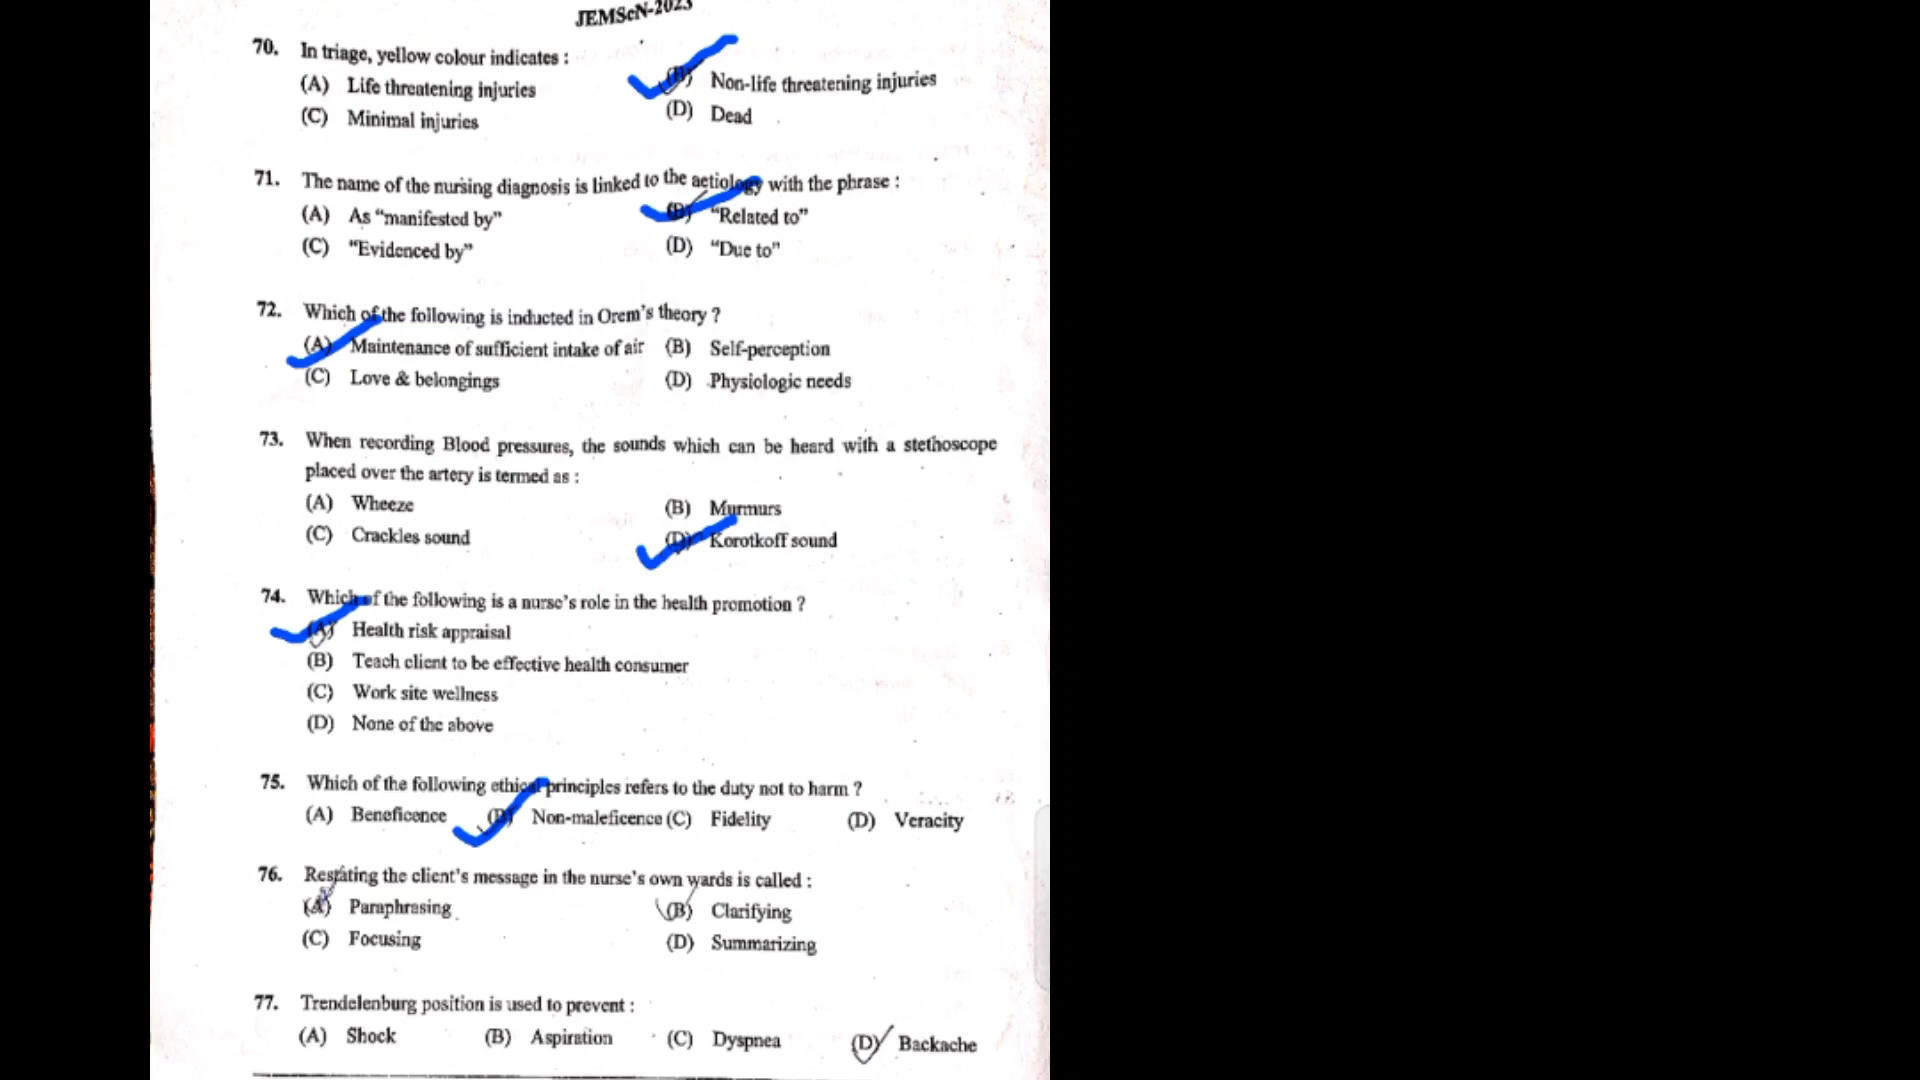 JEMScN-2023
70. In triage, yellow colour indicates :
(A) Life threatening injuries (B) Non-life threatening injuries
(C) Minimal injuries (D) Dead
71. The name of the nursing diagnosis is linked to the aetiology with the phrase :
(A) As “manifested by” (B) “Related to”
(C) “Evidenced by” (D) “Due to”
72. Which of the following is inducted in Orem's theory ?
(A) Maintenance of sufficient intake of air (B) Self-perception
(C) Love & belongings (D) Physiologic needs
73. When recording Blood pressures, the sounds which can be heard with a stethoscope
placed over the artery is termed as :
(A) Wheeze (B) Murmurs
(C) Crackles sound (D) Korotkoff sound
74. Which of the following is a nurse's role in the health promotion ?
(A) Health risk appraisal
(B) Teach client to be effective health consumer
(C) Work site wellness
(D) None of the above
75. Which of the following ethical principles refers to the duty not to harm ?
(A) Beneficence (B) Non-maleficence (C) Fidelity (D) Veracity
76. Restating the client's message in the nurse's own wards is called :
(A) Paraphrasing (B) Clarifying
(C) Focusing (D) Summarizing
77. Trendelenburg position is used to prevent :
(A) Shock (B) Aspiration (C) Dyspnea (D) Backache